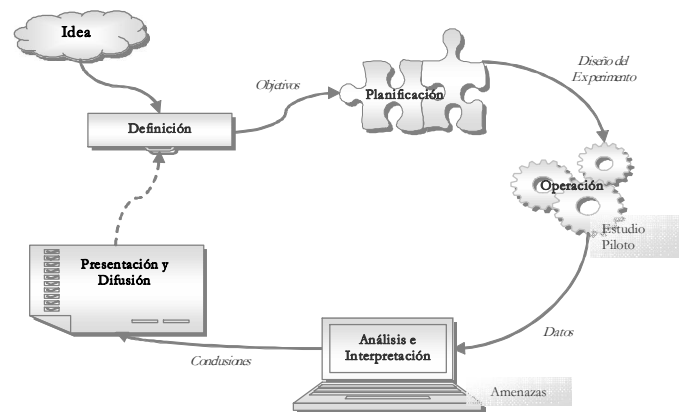 Idea
Definición
Objetivos
Planificación
Diseño del
Experimento
Operación
Estudio
Piloto
Datos
Análisis e
Interpretación
Amenazas
Conclusiones
Presentación y
Difusión